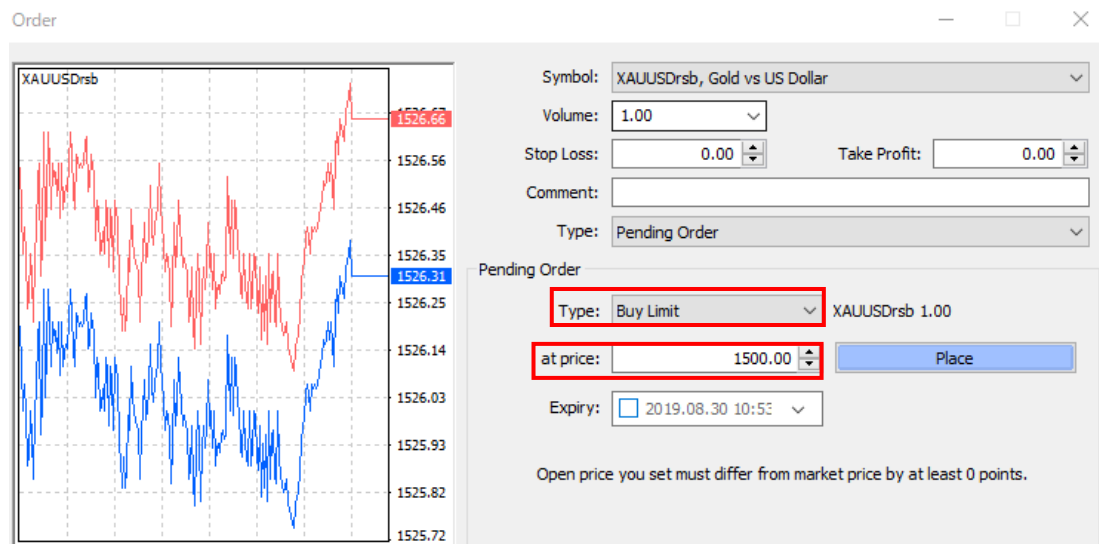 Order
XAUUSDrsb
1526.66
1526.56
1526.46
1526.35
1526.31
1526.25
1526.14
1526.03
1525.93
1525.82
1525.72
Symbol: XAUUSDrsb, Gold vs US Dollar
Volume: 1.00
Stop Loss: 0.00 Take Profit: 0.00
Comment:
Type: Pending Order
Pending Order
Type: Buy Limit XAUUSDrsb 1.00
at price: 1500.00 Place
Expiry: 2019.08.30 10:53
Open price you set must differ from market price by at least 0 points.